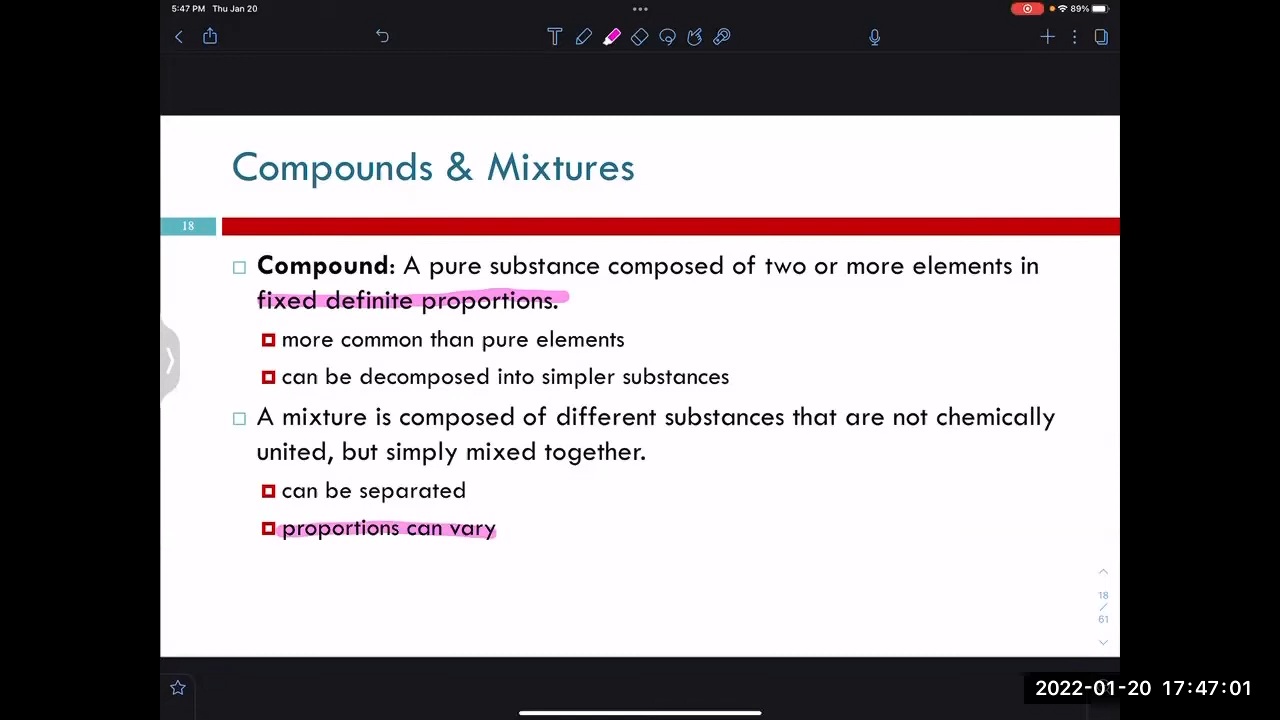 5:47 PM Thu Jan 20
89%
Compounds & Mixtures
18
Compound: A pure substance composed of two or more elements in
fixed definite proportions.
more common than pure elements
can be decomposed into simpler substances
A mixture is composed of different substances that are not chemically
united, but simply mixed together.
can be separated
proportions can vary
18
/
61
2022-01-20 17:47:01